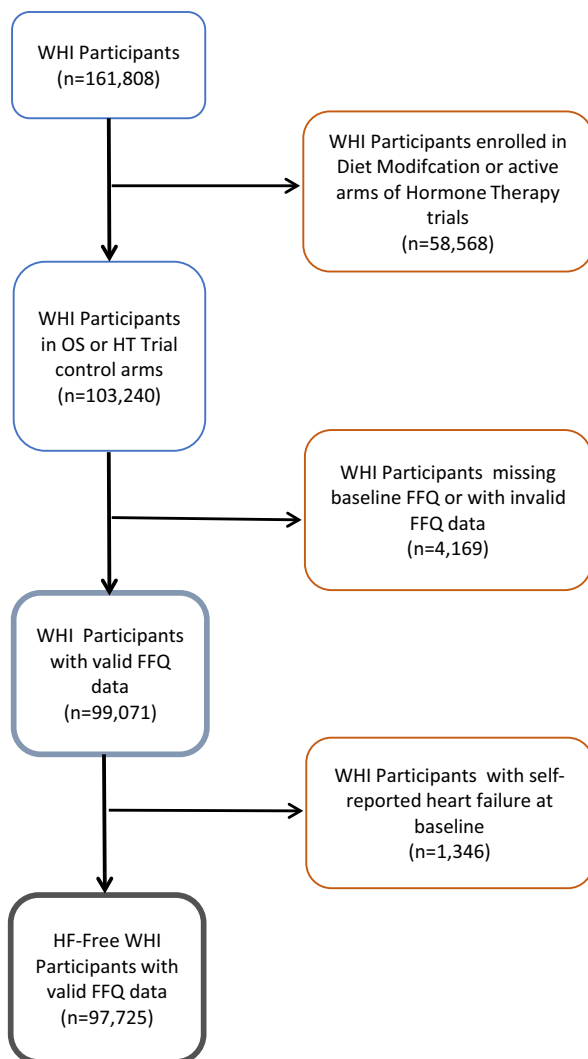 WHI Participants
(n=161,808)
WHI Participants enrolled in
Diet Modifcation or active
arms of Hormone Therapy
trials
(n=58,568)
WHI Participants
in OS or HT Trial
control arms
(n=103,240)
WHI Participants missing
baseline FFQ or with invalid
FFQ data
(n=4,169)
WHI Participants
with valid FFQ
data
(n=99,071)
WHI Participants with self-
reported heart failure at
baseline
(n=1,346)
HF-Free WHI
Participants with
valid FFQ data
(n=97,725)